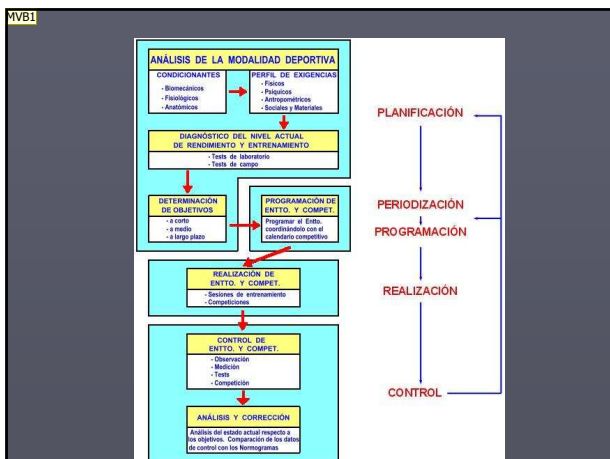 MVB1
ANÁLISIS DE LA MODALIDAD DEPORTIVA
CONDICIONANTES
- Biomecánicos
- Fisiológicos
- Anatómicos
PERFIL DE EXIGENCIAS
- Físicos
- Psíquicos
- Antropométricos
- Sociales y Materiales
DIAGNÓSTICO DEL NIVEL ACTUAL
DE RENDIMIENTO Y ENTRENAMIENTO
- Tests de laboratorio
- Tests de campo
DETERMINACIÓN
DE OBJETIVOS
- a corto
- a medio
- a largo plazo
PROGRAMACIÓN DE
ENTTO. Y COMPET.
Programar el Entto.
coordinándolo con el
calendario competitivo
REALIZACIÓN DE
ENTTO. Y COMPET.
- Sesiones de entrenamiento
- Competiciones
CONTROL DE
ENTTO. Y COMPET.
- Observación
- Medición
- Tests
- Competición
ANÁLISIS Y CORRECCIÓN
Análisis del estado actual respecto a
los objetivos. Comparación de los datos
de control con los Normogramas
PLANIFICACIÓN
PERIODIZACIÓN
PROGRAMACIÓN
REALIZACIÓN
CONTROL